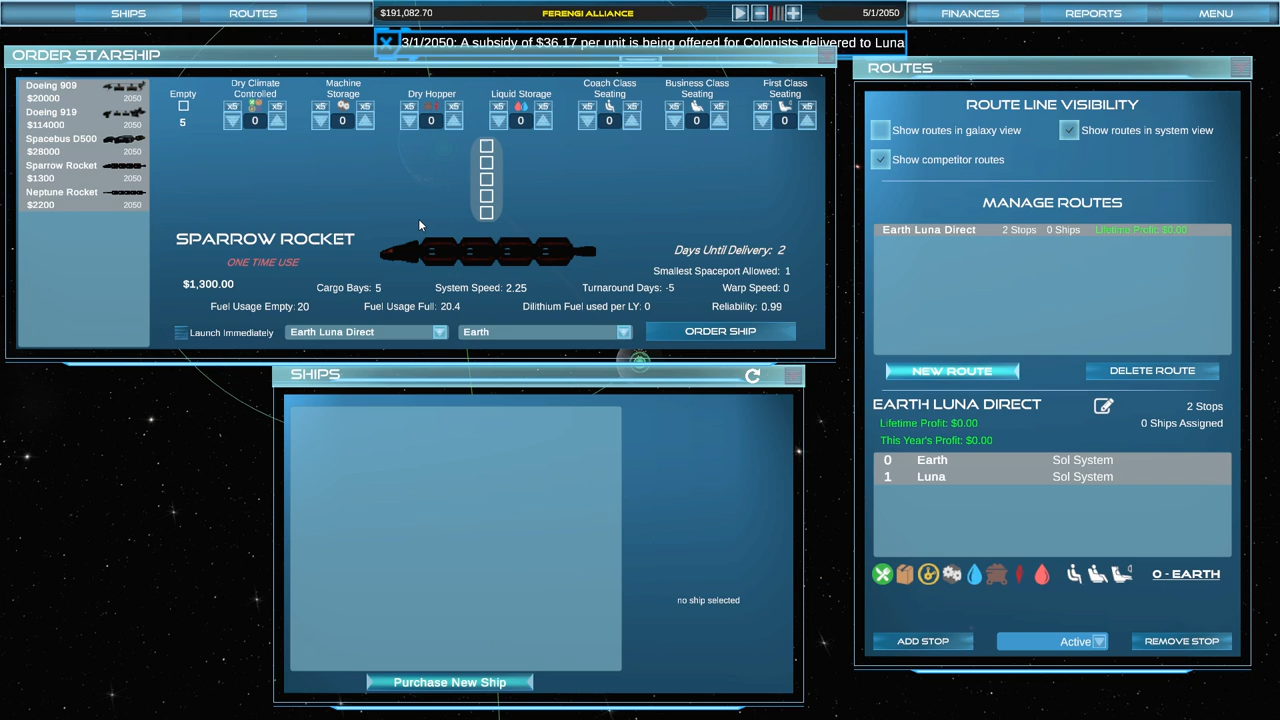 SHIPS
ROUTES
$191,082.70
FERENGI ALLIANCE
5/1/2050
FINANCES
REPORTS
MENU
3/1/2050: A subsidy of $36.17 per unit is being offered for Colonists delivered to Luna
ORDER STARSHIP
Doeing 909
$20000 2050
Doeing 919
$114000 2050
Spacebus D500
$28000 2050
Sparrow Rocket
$1300 2050
Neptune Rocket
$2200 2050
Empty
5
Dry Climate Controlled
x5 x5
0
Machine Storage
x5 x5
0
Dry Hopper
x5 x5
0
Liquid Storage
x5 x5
0
Coach Class Seating
x5 x5
0
Business Class Seating
x5 x5
0
First Class Seating
x5 x5
0
SPARROW ROCKET
ONE TIME USE
$1,300.00
Days Until Delivery: 2
Smallest Spaceport Allowed: 1
Cargo Bays: 5 System Speed: 2.25 Turnaround Days: -5 Warp Speed: 0
Fuel Usage Empty: 20 Fuel Usage Full: 20.4 Dilithium Fuel used per LY: 0 Reliability: 0.99
Launch Immediately Earth Luna Direct Earth ORDER SHIP
SHIPS
no ship selected
Purchase New Ship
ROUTES
ROUTE LINE VISIBILITY
Show routes in galaxy view Show routes in system view
Show competitor routes
MANAGE ROUTES
Earth Luna Direct 2 Stops 0 Ships Lifetime Profit: $0.00
NEW ROUTE DELETE ROUTE
EARTH LUNA DIRECT 2 Stops
Lifetime Profit: $0.00 0 Ships Assigned
This Year's Profit: $0.00
0 Earth Sol System
1 Luna Sol System
0 - EARTH
ADD STOP Active REMOVE STOP